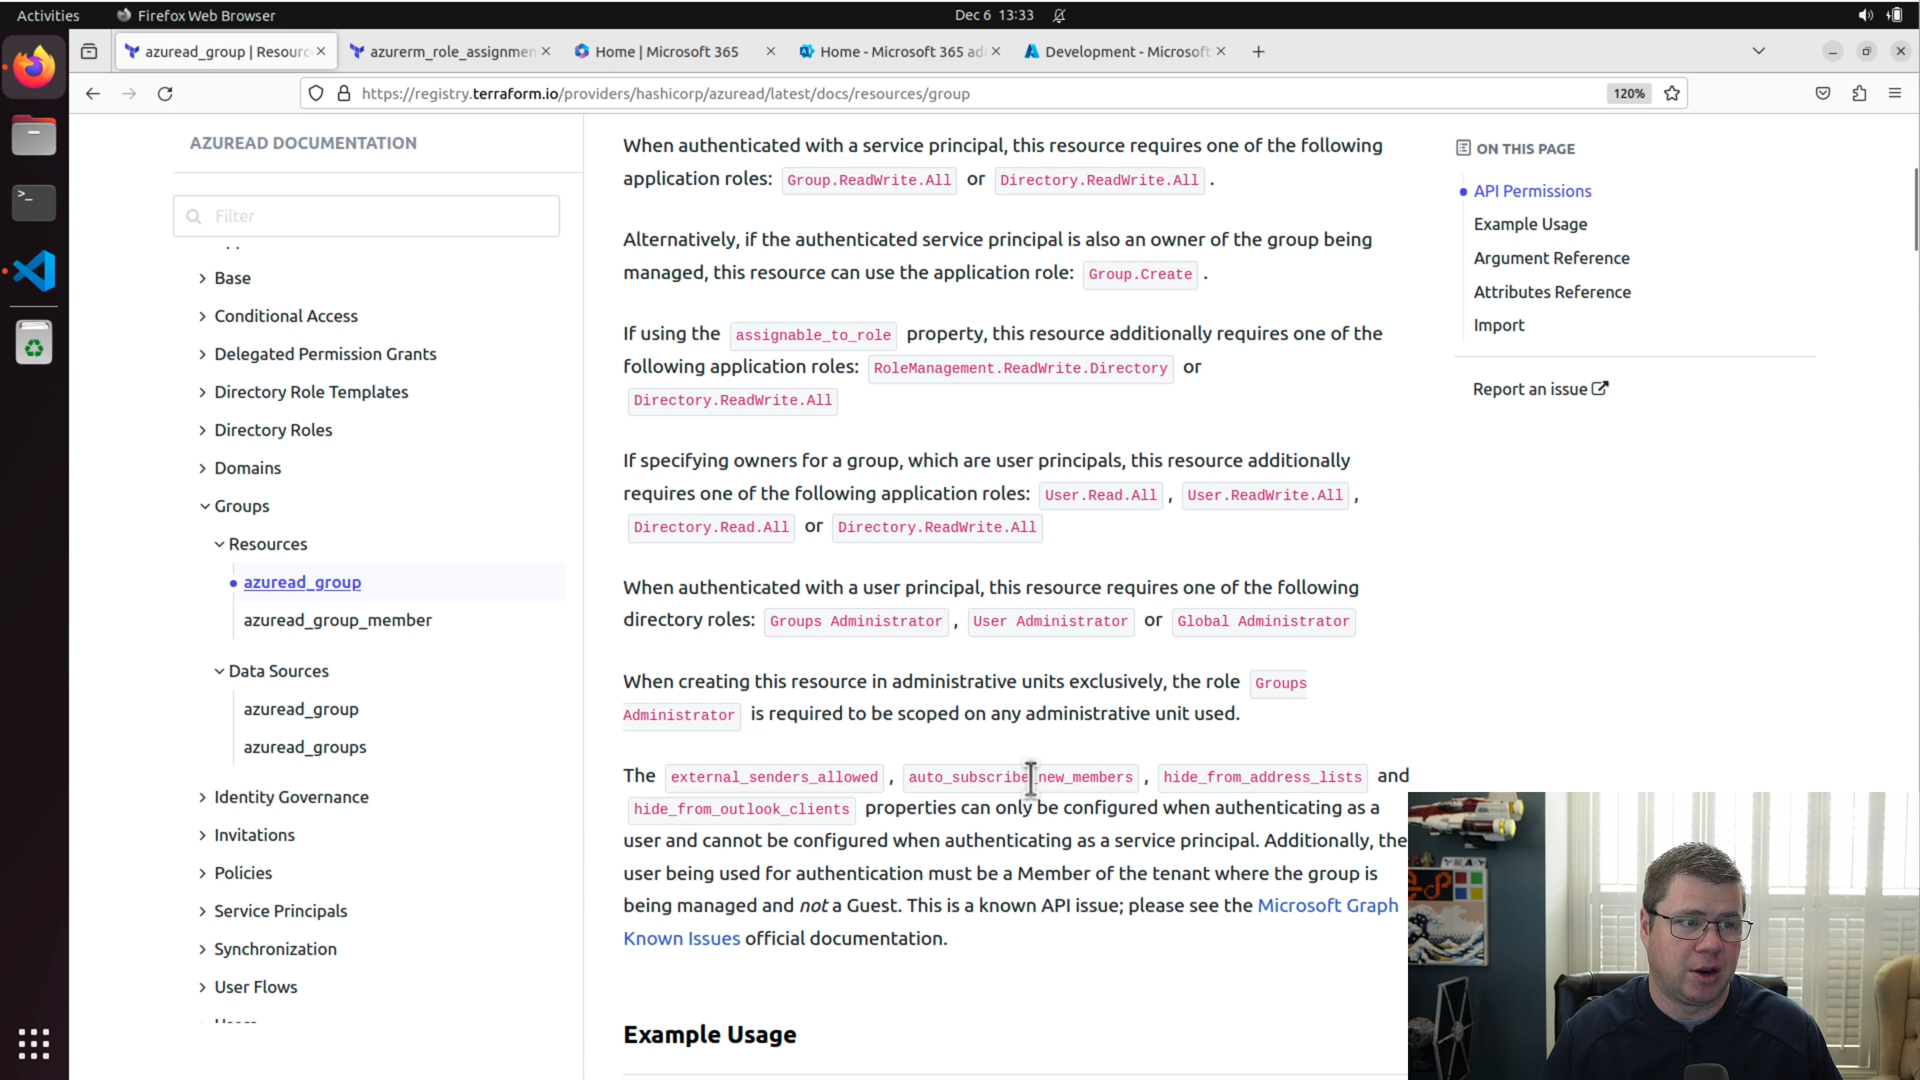 Activities
Firefox Web Browser
Dec 6 13:33
azuread_group | Resourc
azurerm_role_assignmen
Home | Microsoft 365
Home - Microsoft 365 ad
Development - Microsoft
https://registry.terraform.io/providers/hashicorp/azuread/latest/docs/resources/group
120%
AZUREAD DOCUMENTATION
Filter
Base
Conditional Access
Delegated Permission Grants
Directory Role Templates
Directory Roles
Domains
Groups
Resources
azuread_group
azuread_group_member
Data Sources
azuread_group
azuread_groups
Identity Governance
Invitations
Policies
Service Principals
Synchronization
User Flows
When authenticated with a service principal, this resource requires one of the following
application roles: Group.ReadWrite.All or Directory.ReadWrite.All .
Alternatively, if the authenticated service principal is also an owner of the group being
managed, this resource can use the application role: Group.Create .
If using the assignable_to_role property, this resource additionally requires one of the
following application roles: RoleManagement.ReadWrite.Directory or
Directory.ReadWrite.All
If specifying owners for a group, which are user principals, this resource additionally
requires one of the following application roles: User.Read.All , User.ReadWrite.All ,
Directory.Read.All or Directory.ReadWrite.All
When authenticated with a user principal, this resource requires one of the following
directory roles: Groups Administrator , User Administrator or Global Administrator
When creating this resource in administrative units exclusively, the role Groups
Administrator is required to be scoped on any administrative unit used.
The external_senders_allowed , auto_subscribe_new_members , hide_from_address_lists and
hide_from_outlook_clients properties can only be configured when authenticating as a
user and cannot be configured when authenticating as a service principal. Additionally, the
user being used for authentication must be a Member of the tenant where the group is
being managed and not a Guest. This is a known API issue; please see the Microsoft Graph
Known Issues official documentation.
Example Usage
ON THIS PAGE
API Permissions
Example Usage
Argument Reference
Attributes Reference
Import
Report an issue